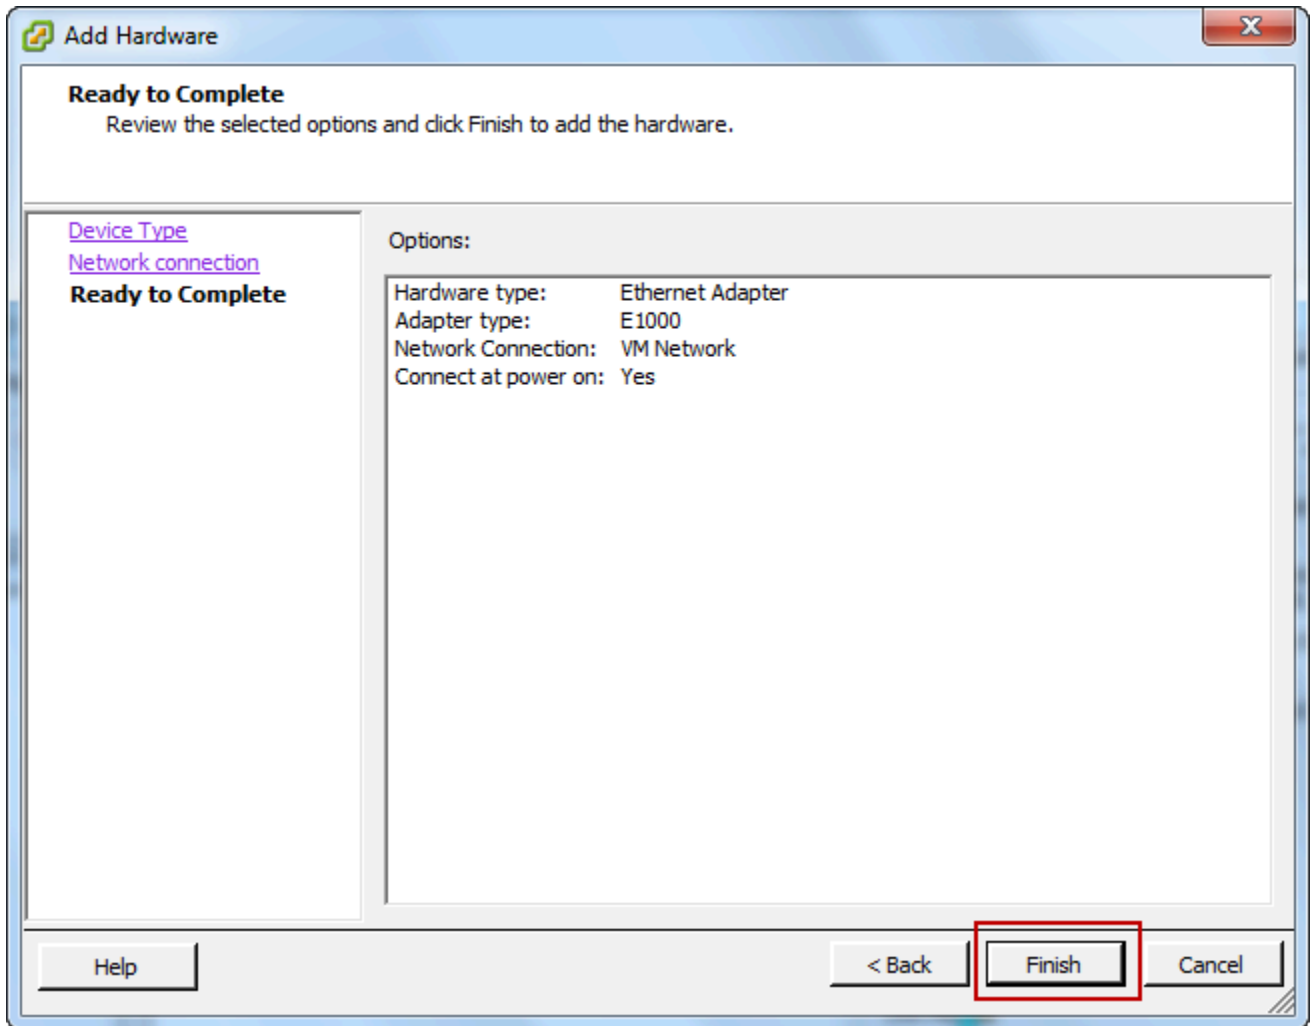 Add Hardware
X
Ready to Complete
Review the selected options and click Finish to add the hardware.
Device Type
Network connection
Ready to Complete
Options:
Hardware type: Ethernet Adapter
Adapter type: E1000
Network Connection: VM Network
Connect at power on: Yes
Help
< Back
Finish
Cancel